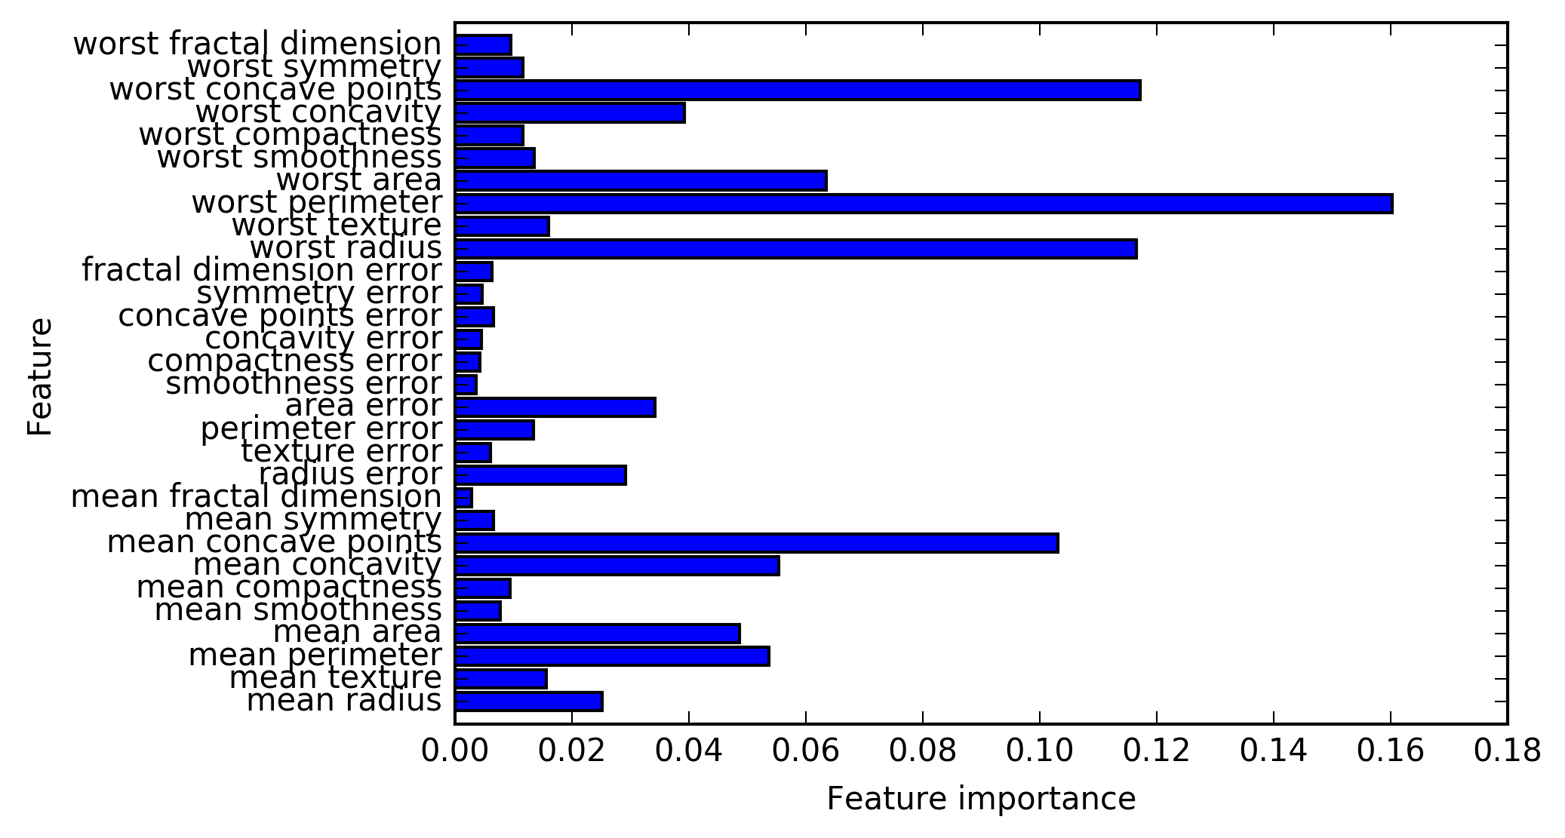 worst fractal dimension
worst symmetry
worst concave points
worst concavity
worst compactness
worst smoothness
worst area
worst perimeter
worst texture
worst radius
fractal dimension error
symmetry error
concave points error
concavity error
compactness error
smoothness error
area error
perimeter error
texture error
radius error
mean fractal dimension
mean symmetry
mean concave points
mean concavity
mean compactness
mean smoothness
mean area
mean perimeter
mean texture
mean radius
Feature
0.00 0.02 0.04 0.06 0.08 0.10 0.12 0.14 0.16 0.18
Feature importance